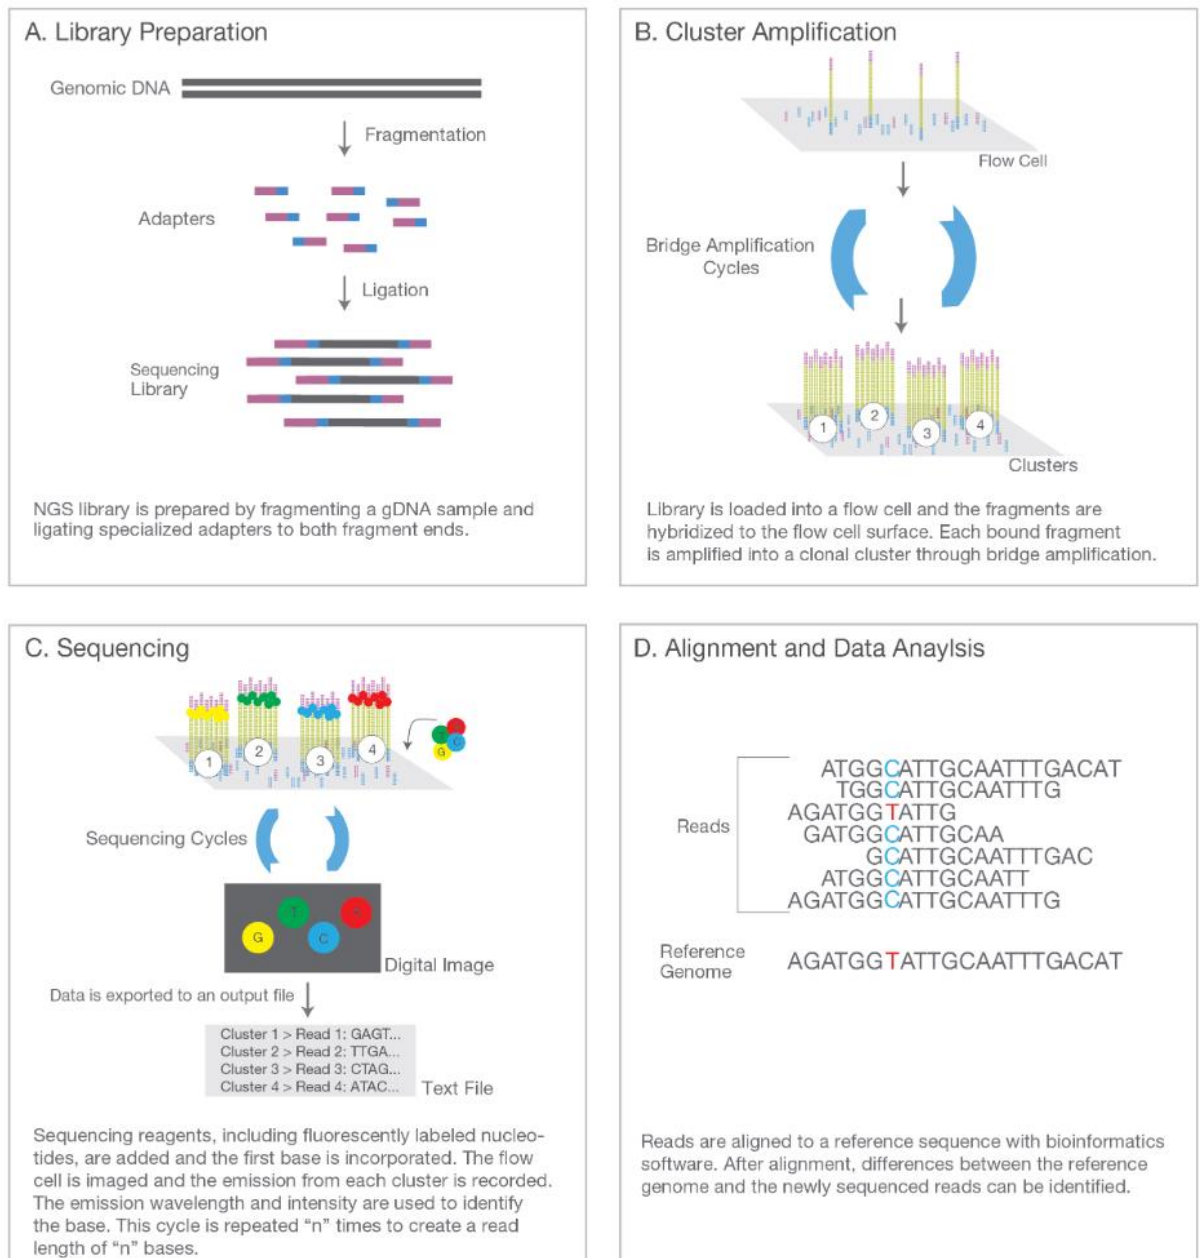 A. Library Preparation
Genomic DNA
Fragmentation
Adapters
Ligation
Sequencing
Library
NGS library is prepared by fragmenting a gDNA sample and
ligating specialized adapters to both fragment ends.
B. Cluster Amplification
Flow Cell
Bridge Amplification
Cycles
1
2
3
4
Clusters
Library is loaded into a flow cell and the fragments are
hybridized to the flow cell surface. Each bound fragment
is amplified into a clonal cluster through bridge amplification.
C. Sequencing
1
2
3
4
A
T
C
G
Sequencing Cycles
T
A
G
C
Digital Image
Data is exported to an output file
Cluster 1 > Read 1: GAGT...
Cluster 2 > Read 2: TTGA...
Cluster 3 > Read 3: CTAG...
Cluster 4 > Read 4: ATAC...
Text File
Sequencing reagents, including fluorescently labeled nucleo-
tides, are added and the first base is incorporated. The flow
cell is imaged and the emission from each cluster is recorded.
The emission wavelength and intensity are used to identify
the base. This cycle is repeated “n” times to create a read
length of “n” bases.
D. Alignment and Data Anaylsis
ATGGCATTGCAATTTGACAT
TGGCATTGCAATTTG
AGATGGTATTG
Reads
GATGGCATTGCAA
GCATTGCAATTTGAC
ATGGCATTGCAATT
AGATGGCATTGCAATTTG
Reference
Genome
AGATGGTATTGCAATTTGACAT
Reads are aligned to a reference sequence with bioinformatics
software. After alignment, differences between the reference
genome and the newly sequenced reads can be identified.